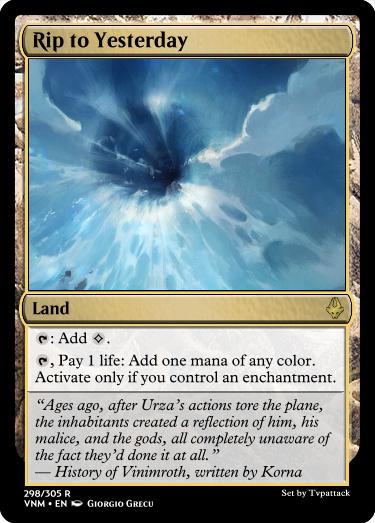 Rip to Yesterday
Land
: Add .
, Pay 1 life: Add one mana of any color.
Activate only if you control an enchantment.
“Ages ago, after Urza’s actions tore the plane,
the inhabitants created a reflection of him, his
malice, and the gods, all completely unaware of
the fact they’d done it at all.”
— History of Vinimroth, written by Korna
298/305 R
VNM • EN Giorgio Grecu
Set by Tvpattack